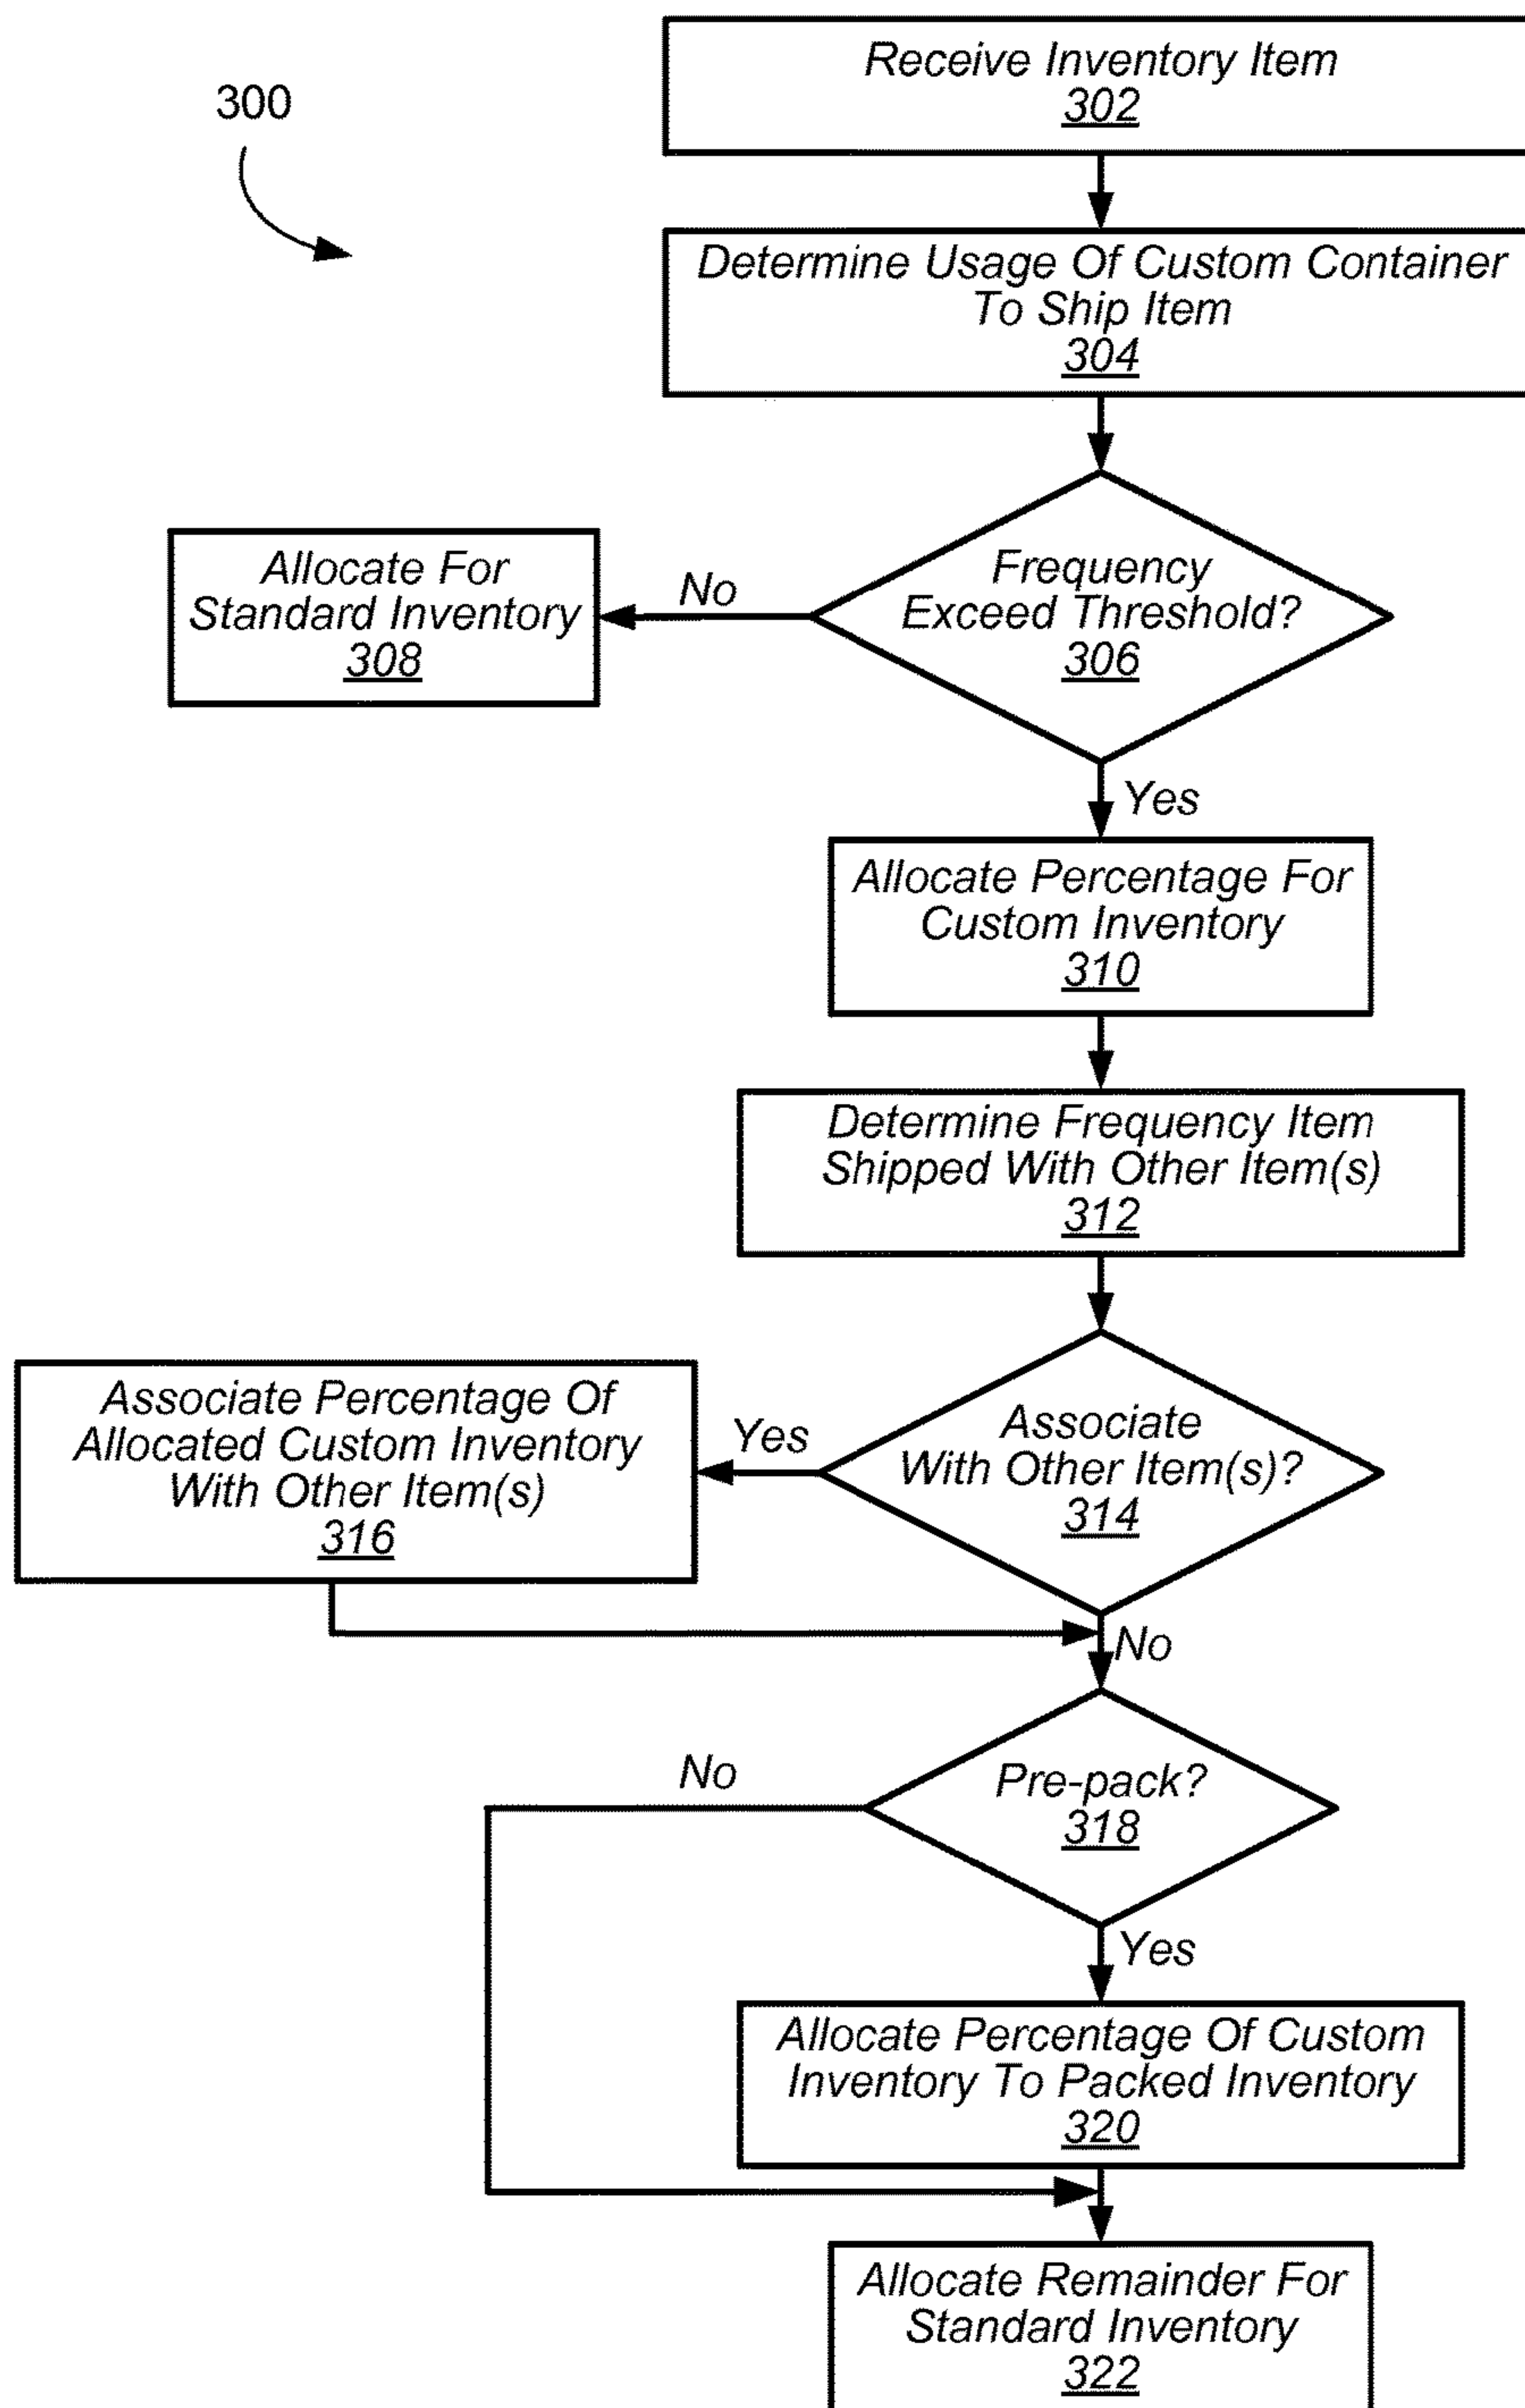 300
Receive Inventory Item
302
Determine Usage Of Custom Container
To Ship Item
304
Frequency
Exceed Threshold?
306
No
Allocate For
Standard Inventory
308
Yes
Allocate Percentage For
Custom Inventory
310
Determine Frequency Item
Shipped With Other Item(s)
312
Associate
With Other Item(s)?
314
Yes
Associate Percentage Of
Allocated Custom Inventory
With Other Item(s)
316
No
Pre-pack?
318
No
Yes
Allocate Percentage Of Custom
Inventory To Packed Inventory
320
Allocate Remainder For
Standard Inventory
322